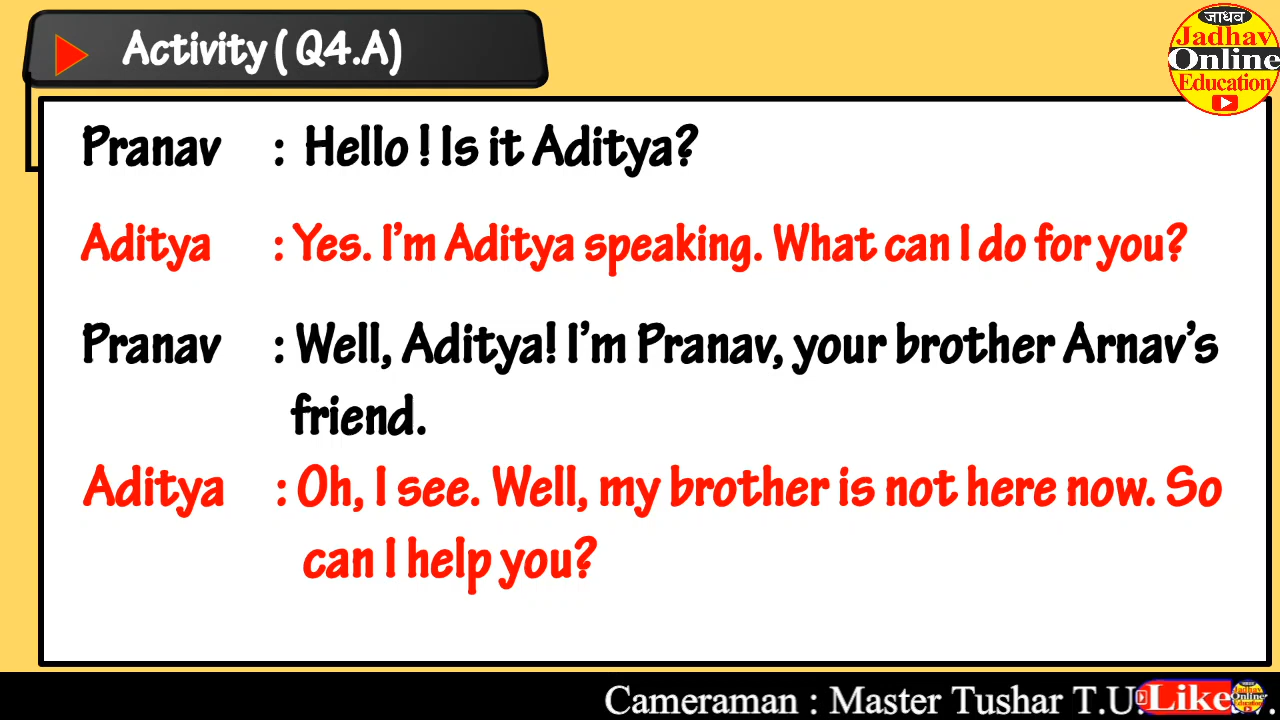 Activity ( Q4.A)
जाधव
Jadhav
Online
Education
Pranav : Hello ! Is it Aditya?
Aditya : Yes. I'm Aditya speaking. What can I do for you?
Pranav : Well, Aditya! I'm Pranav, your brother Arnav's
friend.
Aditya : Oh, I see. Well, my brother is not here now. So
can I help you?
Cameraman : Master Tushar T.U.
Like
Online
Education